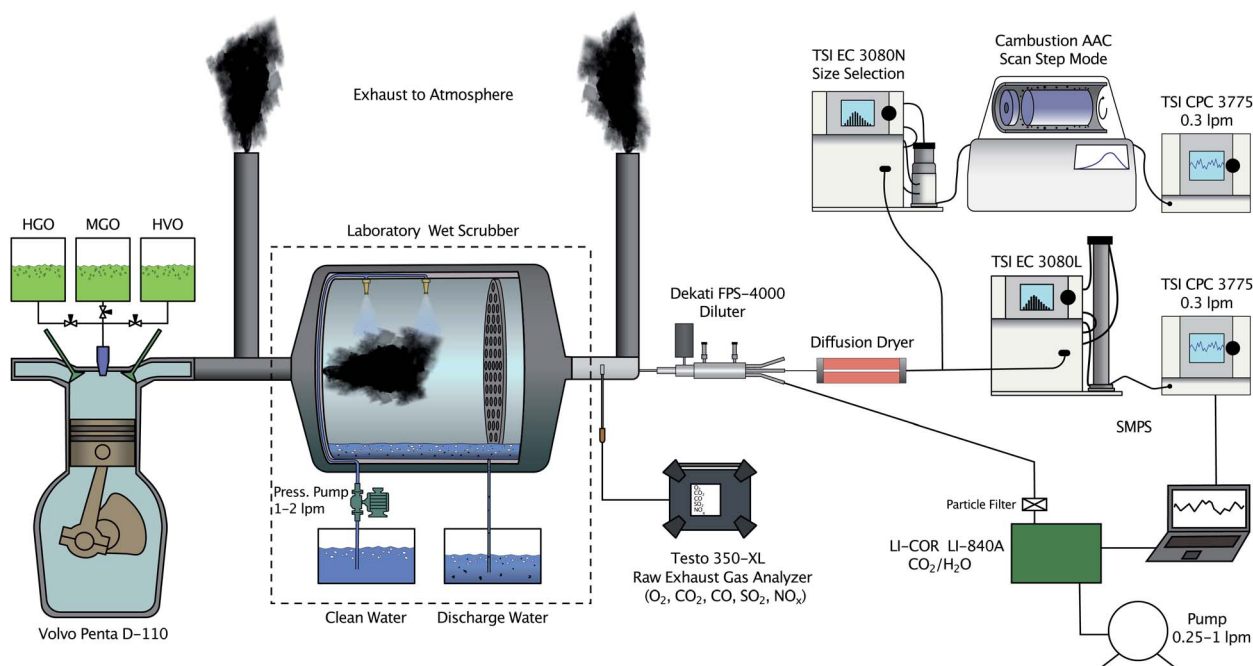 Exhaust to Atmosphere
TSI EC 3080N
Size Selection
Cambustion AAC
Scan Step Mode
TSI CPC 3775
0.3 lpm
HGO
MGO
HVO
Laboratory Wet Scrubber
Dekati FPS-4000
Diluter
Diffusion Dryer
TSI EC 3080L
TSI CPC 3775
0.3 lpm
SMPS
Press. Pump
1-2 lpm
Clean Water
Discharge Water
Volvo Penta D-110
Testo 350-XL
Raw Exhaust Gas Analyzer
(O₂, CO₂, CO, SO₂, NOₓ)
Particle Filter
LI-COR LI-840A
CO₂/H₂O
Pump
0.25-1 lpm